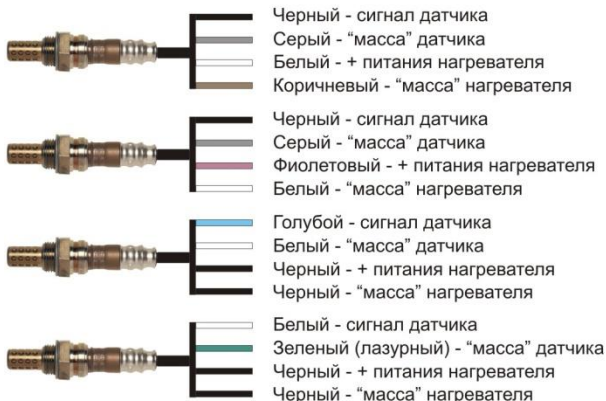 Черный - сигнал датчика
Серый - “масса” датчика
Белый - + питания нагревателя
Коричневый - “масса” нагревателя
Черный - сигнал датчика
Серый - “масса” датчика
Фиолетовый - + питания нагревателя
Белый - “масса” нагревателя
Голубой - сигнал датчика
Белый - “масса” датчика
Черный - + питания нагревателя
Черный - “масса” нагревателя
Белый - сигнал датчика
Зеленый (лазурный) - “масса” датчика
Черный - + питания нагревателя
Черный - “масса” нагревателя